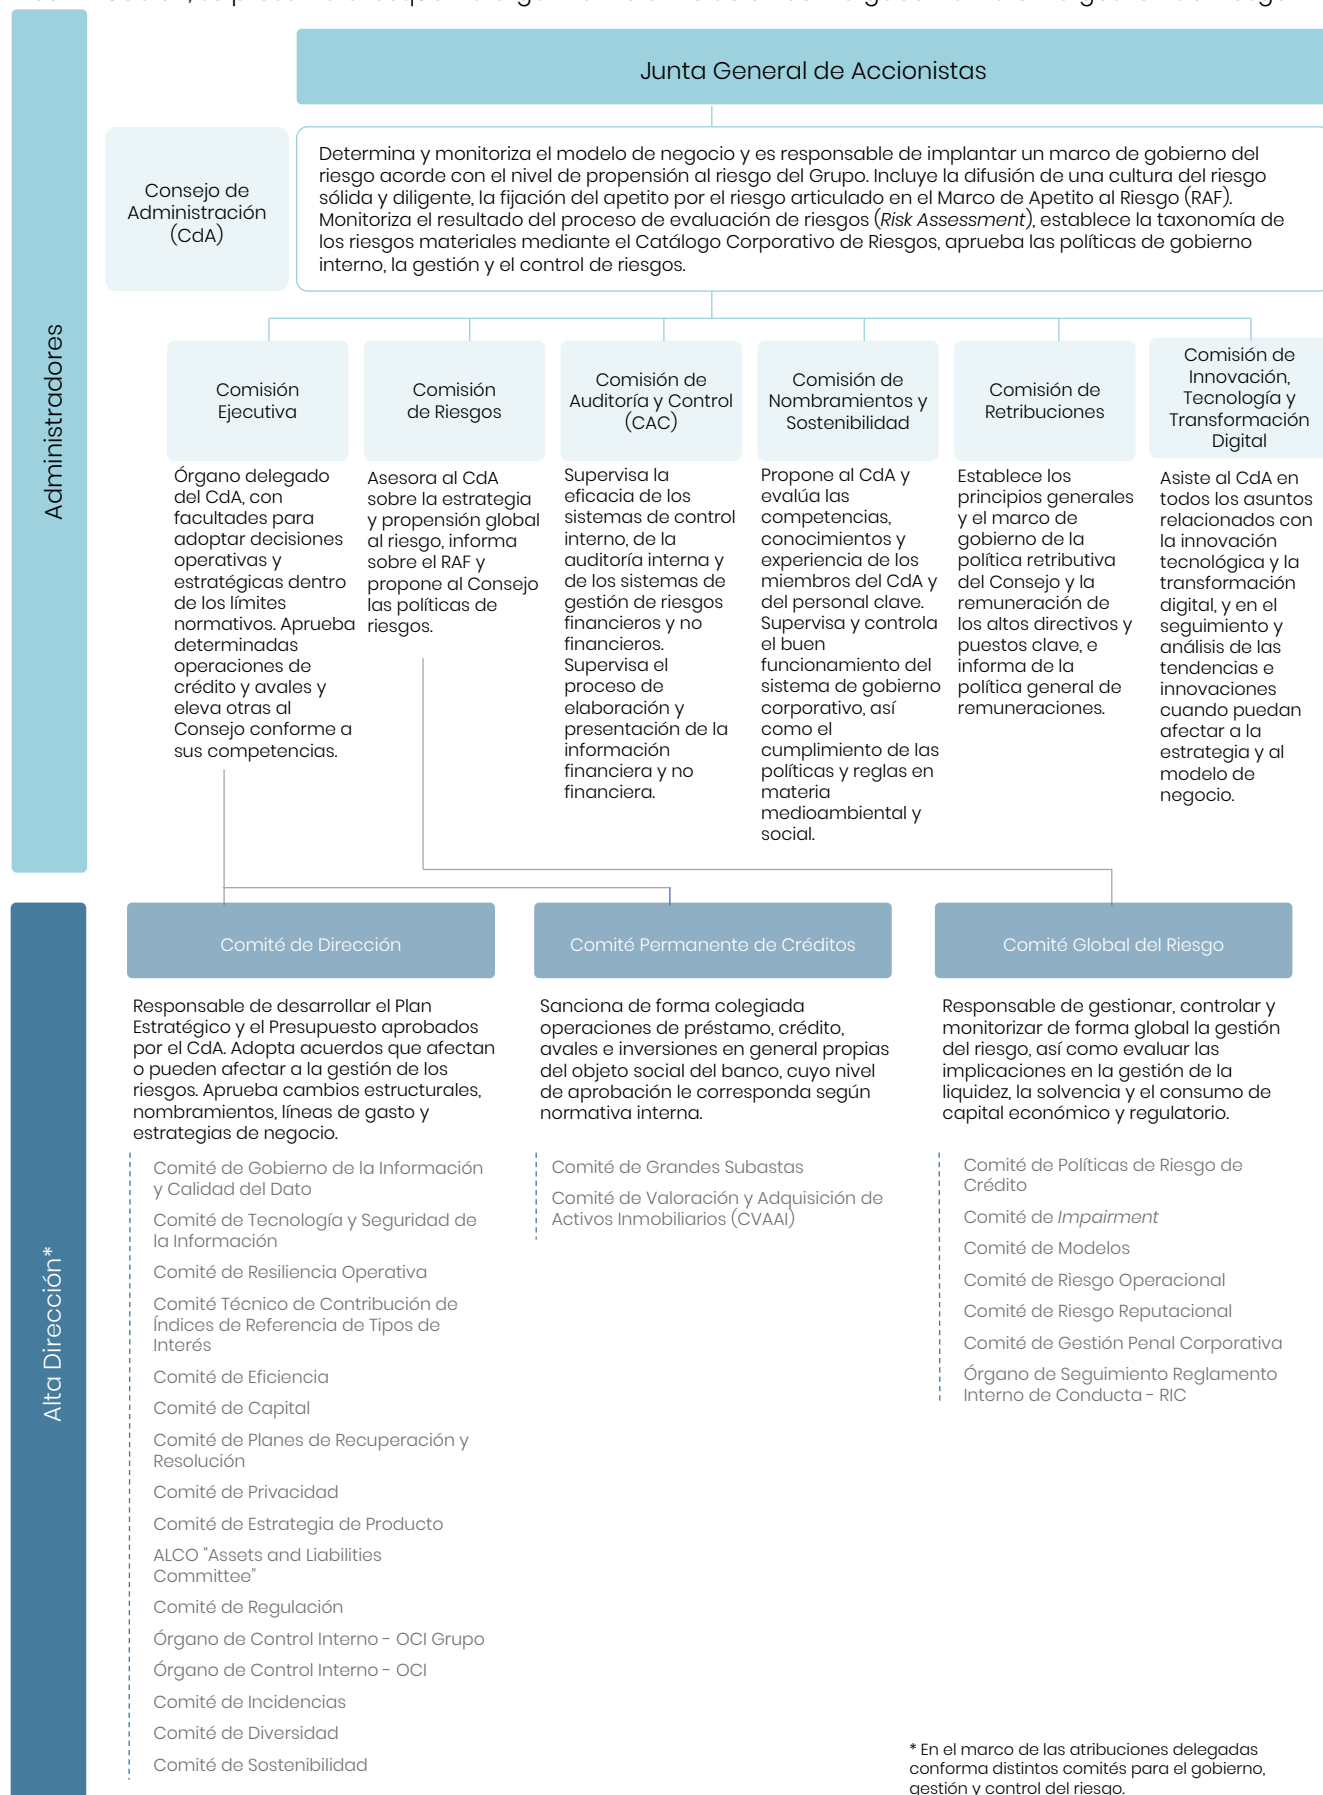 Junta General de Accionistas
Consejo de
Administración
(CdA)
Determina y monitoriza el modelo de negocio y es responsable de implantar un marco de gobierno del
riesgo acorde con el nivel de propensión al riesgo del Grupo. Incluye la difusión de una cultura del riesgo
sólida y diligente, la fijación del apetito por el riesgo articulado en el Marco de Apetito al Riesgo (RAF).
Monitoriza el resultado del proceso de evaluación de riesgos (Risk Assessment), establece la taxonomía de
los riesgos materiales mediante el Catálogo Corporativo de Riesgos, aprueba las políticas de gobierno
interno, la gestión y el control de riesgos.
Administradores
Comisión
Ejecutiva
Órgano delegado
del CdA, con
facultades para
adoptar decisiones
operativas y
estratégicas dentro
de los límites
normativos. Aprueba
determinadas
operaciones de
crédito y avales y
eleva otras al
Consejo conforme a
sus competencias.
Comisión
de Riesgos
Asesora al CdA
sobre la estrategia
y propensión global
al riesgo, informa
sobre el RAF y
propone al Consejo
las políticas de
riesgos.
Comisión de
Auditoría y Control
(CAC)
Supervisa la
eficacia de los
sistemas de control
interno, de la
auditoría interna y
de los sistemas de
gestión de riesgos
financieros y no
financieros.
Supervisa el
proceso de
elaboración y
presentación de la
información
financiera y no
financiera.
Comisión de
Nombramientos y
Sostenibilidad
Propone al CdA y
evalúa las
competencias,
conocimientos y
experiencia de los
miembros del CdA y
del personal clave.
Supervisa y controla
el buen
funcionamiento del
sistema de gobierno
corporativo, así
como el
cumplimiento de las
políticas y reglas en
materia
medioambiental y
social.
Comisión de
Retribuciones
Establece los
principios generales
y el marco de
gobierno de la
política retributiva
del Consejo y la
remuneración de
los altos directivos y
puestos clave, e
informa de la
política general de
remuneraciones.
Comisión de
Innovación,
Tecnología y
Transformación
Digital
Asiste al CdA en
todos los asuntos
relacionados con
la innovación
tecnológica y la
transformación
digital, y en el
seguimiento y
análisis de las
tendencias e
innovaciones
cuando puedan
afectar a la
estrategia y al
modelo de
negocio.
Alta Dirección*
Comité de Dirección
Responsable de desarrollar el Plan
Estratégico y el Presupuesto aprobados
por el CdA. Adopta acuerdos que afectan
o pueden afectar a la gestión de los
riesgos. Aprueba cambios estructurales,
nombramientos, líneas de gasto y
estrategias de negocio.
Comité de Gobierno de la Información
y Calidad del Dato
Comité de Tecnología y Seguridad de
la Información
Comité de Resiliencia Operativa
Comité Técnico de Contribución de
Índices de Referencia de Tipos de
Interés
Comité de Eficiencia
Comité de Capital
Comité de Planes de Recuperación y
Resolución
Comité de Privacidad
Comité de Estrategia de Producto
ALCO "Assets and Liabilities
Committee"
Comité de Regulación
Órgano de Control Interno - OCI Grupo
Órgano de Control Interno - OCI
Comité de Incidencias
Comité de Diversidad
Comité de Sostenibilidad
Comité Permanente de Créditos
Sanciona de forma colegiada
operaciones de préstamo, crédito,
avales e inversiones en general propias
del objeto social del banco, cuyo nivel
de aprobación le corresponda según
normativa interna.
Comité de Grandes Subastas
Comité de Valoración y Adquisición de
Activos Inmobiliarios (CVAAI)
Comité Global del Riesgo
Responsable de gestionar, controlar y
monitorizar de forma global la gestión
del riesgo, así como evaluar las
implicaciones en la gestión de la
liquidez, la solvencia y el consumo de
capital económico y regulatorio.
Comité de Políticas de Riesgo de
Crédito
Comité de Impairment
Comité de Modelos
Comité de Riesgo Operacional
Comité de Riesgo Reputacional
Comité de Gestión Penal Corporativa
Órgano de Seguimiento Reglamento
Interno de Conducta - RIC
* En el marco de las atribuciones delegadas
conforma distintos comités para el gobierno,
gestión y control del riesgo.